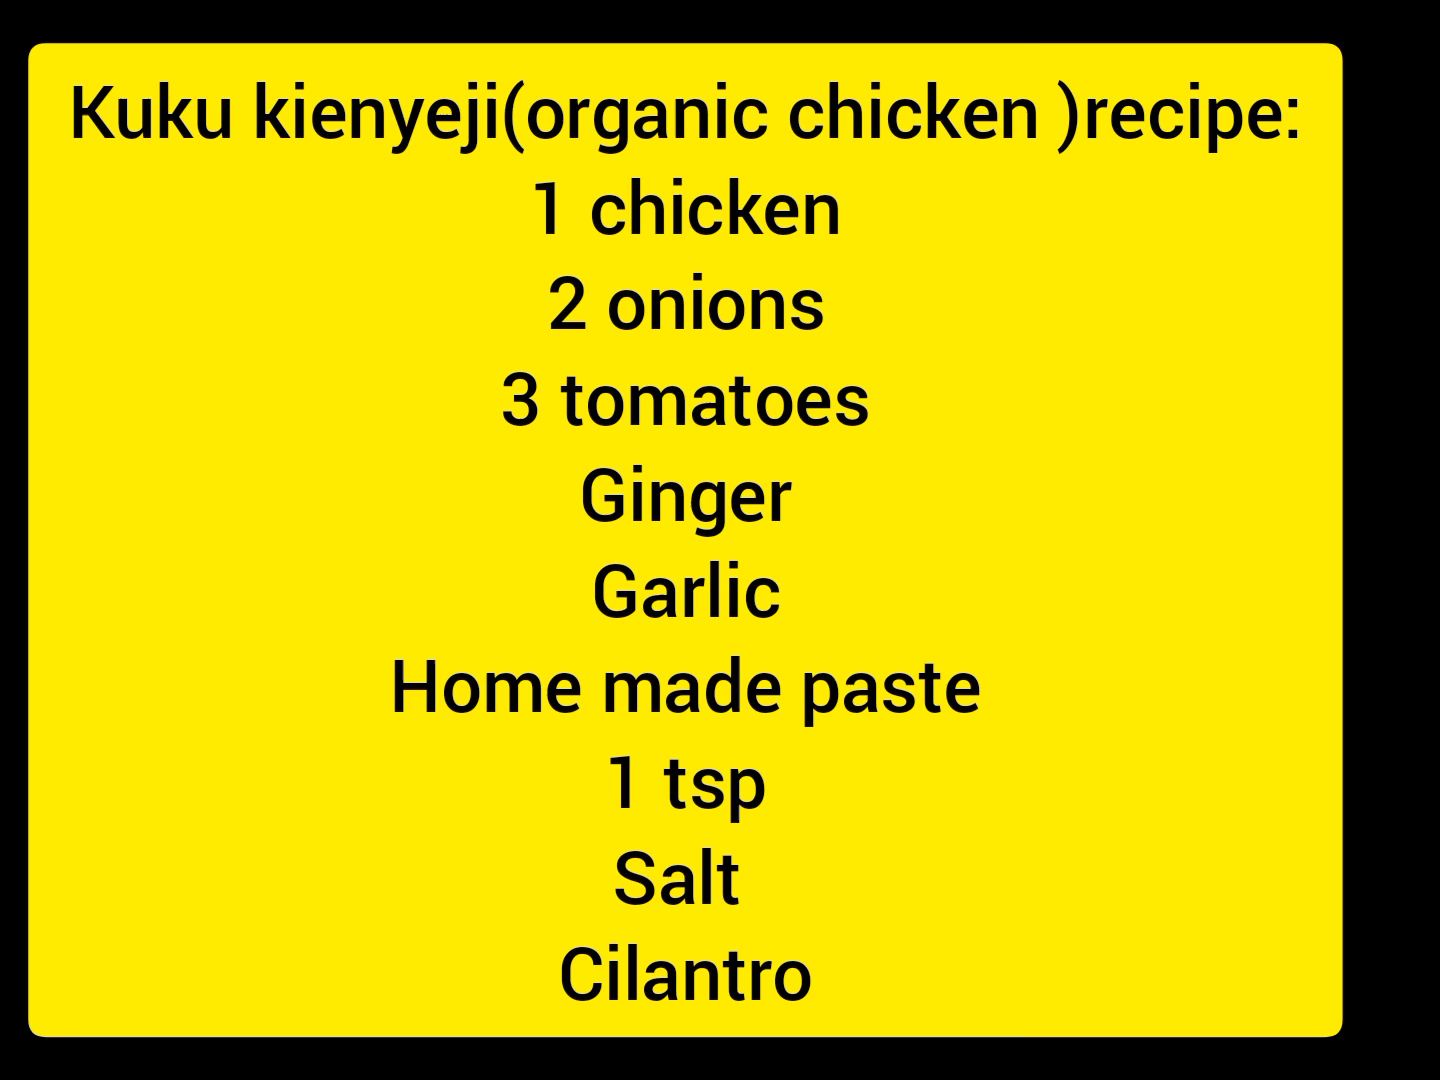 Kuku kienyeji(organic chicken )recipe:
1 chicken
2 onions
3 tomatoes
Ginger
Garlic
Home made paste
1 tsp
Salt
Cilantro